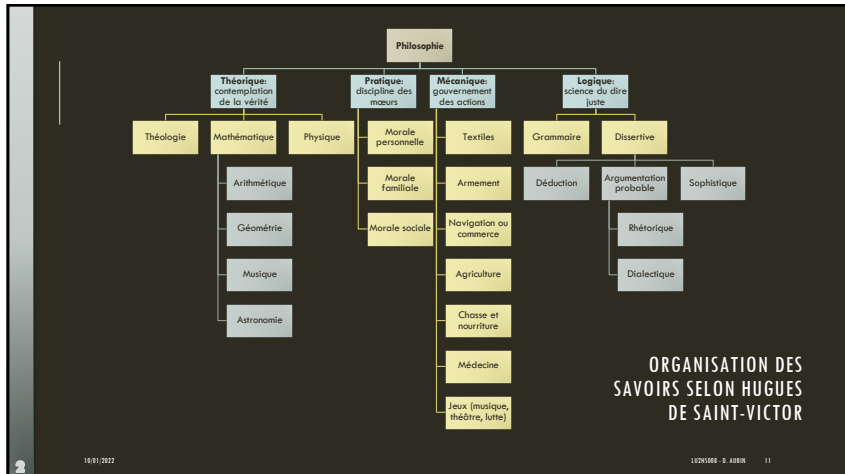 Philosophie
Théorique:
contemplation
de la vérité
Pratique:
discipline des
mœurs
Mécanique:
gouvernement
des actions
Logique:
science du dire
juste
Théologie
Mathématique
Physique
Morale
personnelle
Textiles
Grammaire
Dissertive
Arithmétique
Morale
familiale
Armement
Déduction
Argumentation
probable
Sophistique
Géométrie
Morale sociale
Navigation ou
commerce
Rhétorique
Musique
Agriculture
Dialectique
Astronomie
Chasse et
nourriture
Médecine
Jeux (musique,
théâtre, lutte)
ORGANISATION DES
SAVOIRS SELON HUGUES
DE SAINT-VICTOR
10/01/2022
LU2HS008 - D. AUBIN
11
2